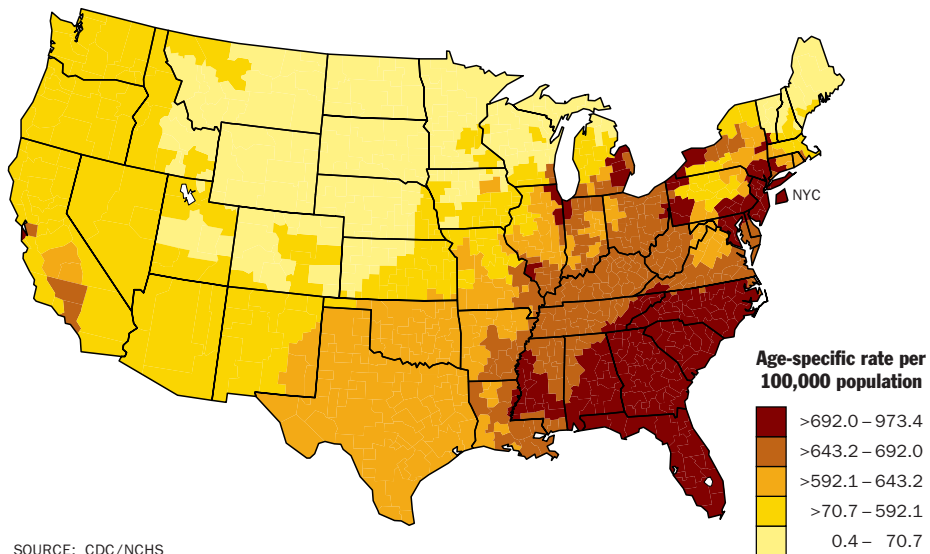 NYC
Age-specific rate per
100,000 population
>692.0–973.4
>643.2–692.0
>592.1–643.2
>70.7–592.1
0.4– 70.7
SOURCE: CDC/NCHS